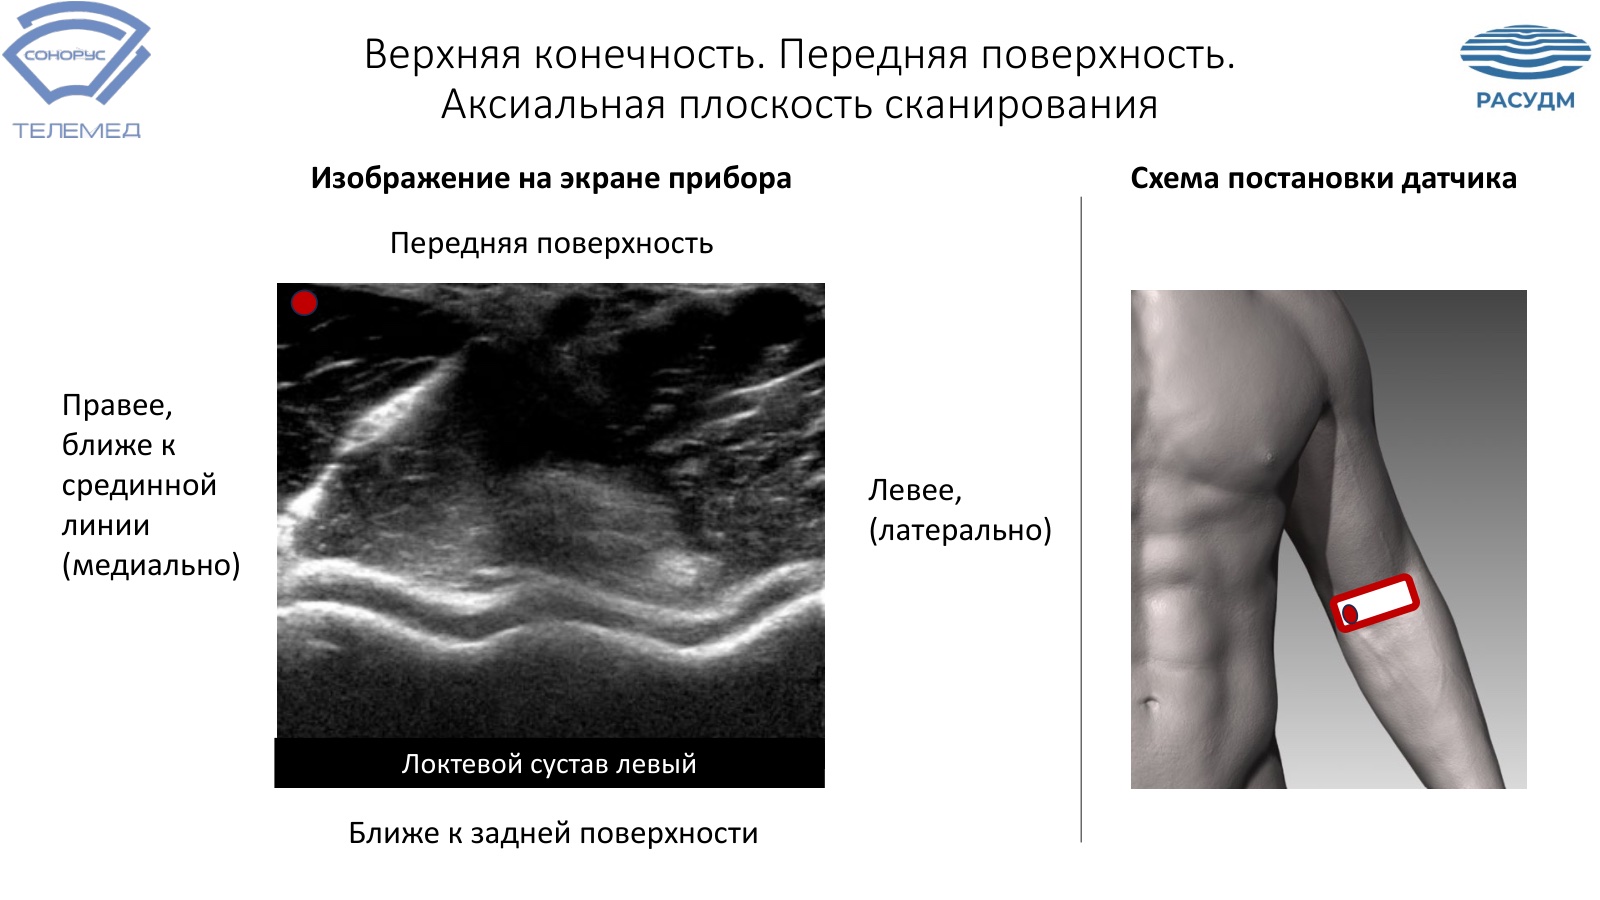 СОНОРУС
ТЕЛЕМЕД
Верхняя конечность. Передняя поверхность.
Аксиальная плоскость сканирования
РАСУДМ
Изображение на экране прибора
Схема постановки датчика
Передняя поверхность
Правее,
ближе к
срединной
линии
(медиально)
Левее,
(латерально)
Локтевой сустав левый
Ближе к задней поверхности